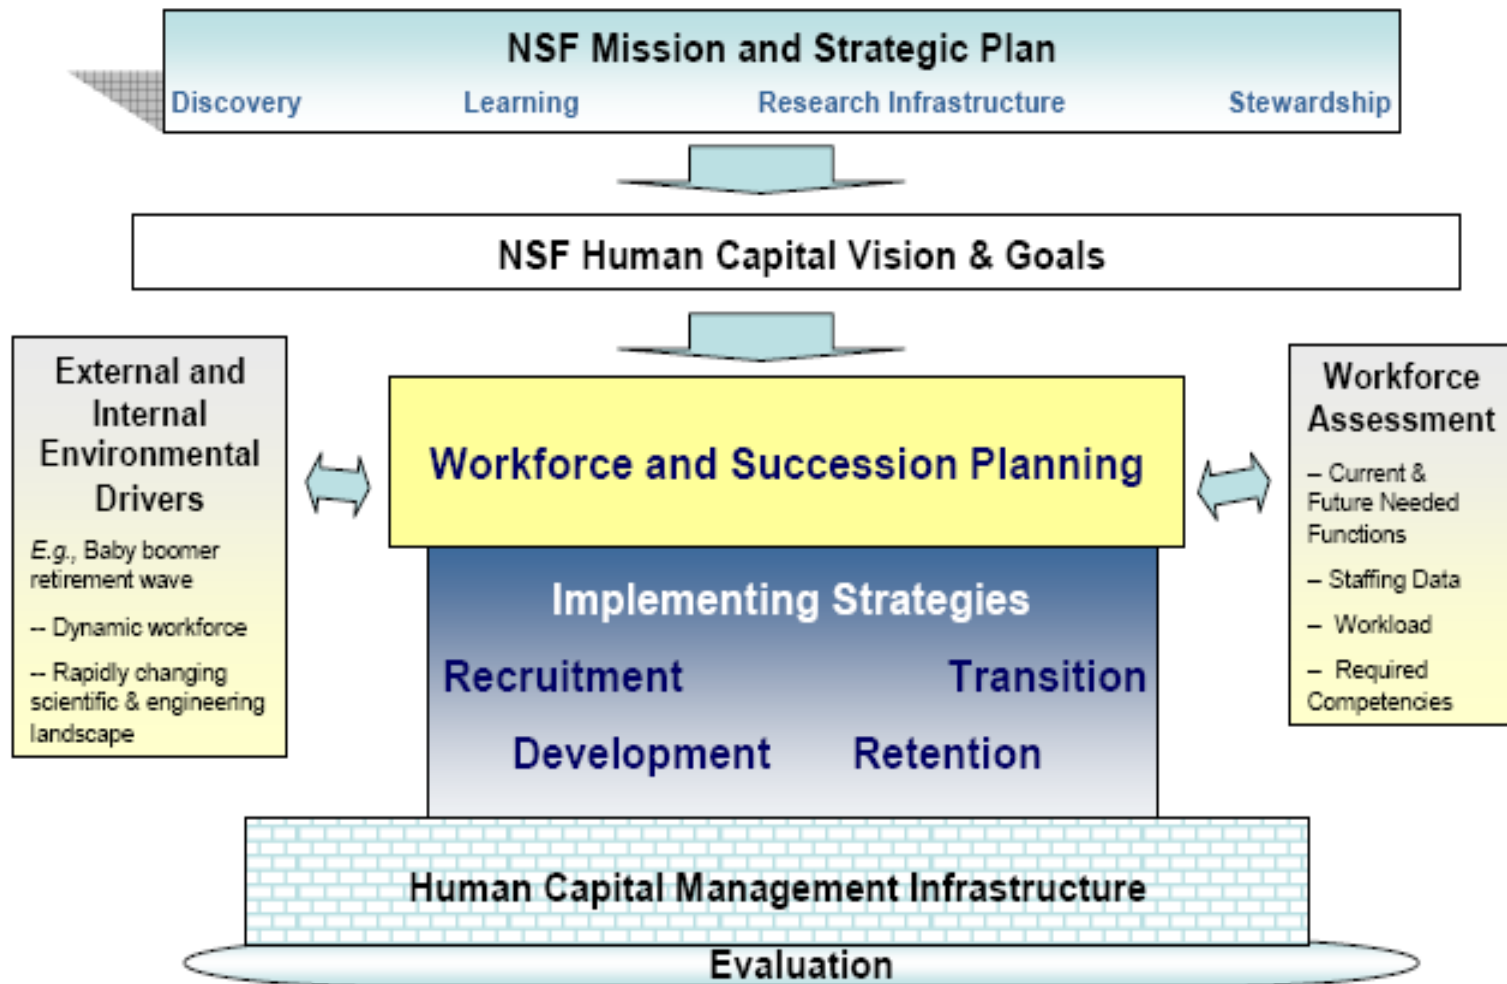 NSF Mission and Strategic Plan
Discovery Learning Research Infrastructure Stewardship
NSF Human Capital Vision & Goals
External and
Internal
Environmental
Drivers
E.g., Baby boomer
retirement wave
-- Dynamic workforce
-- Rapidly changing
scientific & engineering
landscape
Workforce and Succession Planning
Workforce
Assessment
– Current &
Future Needed
Functions
– Staffing Data
– Workload
– Required
Competencies
Implementing Strategies
Recruitment Transition
Development Retention
Human Capital Management Infrastructure
Evaluation